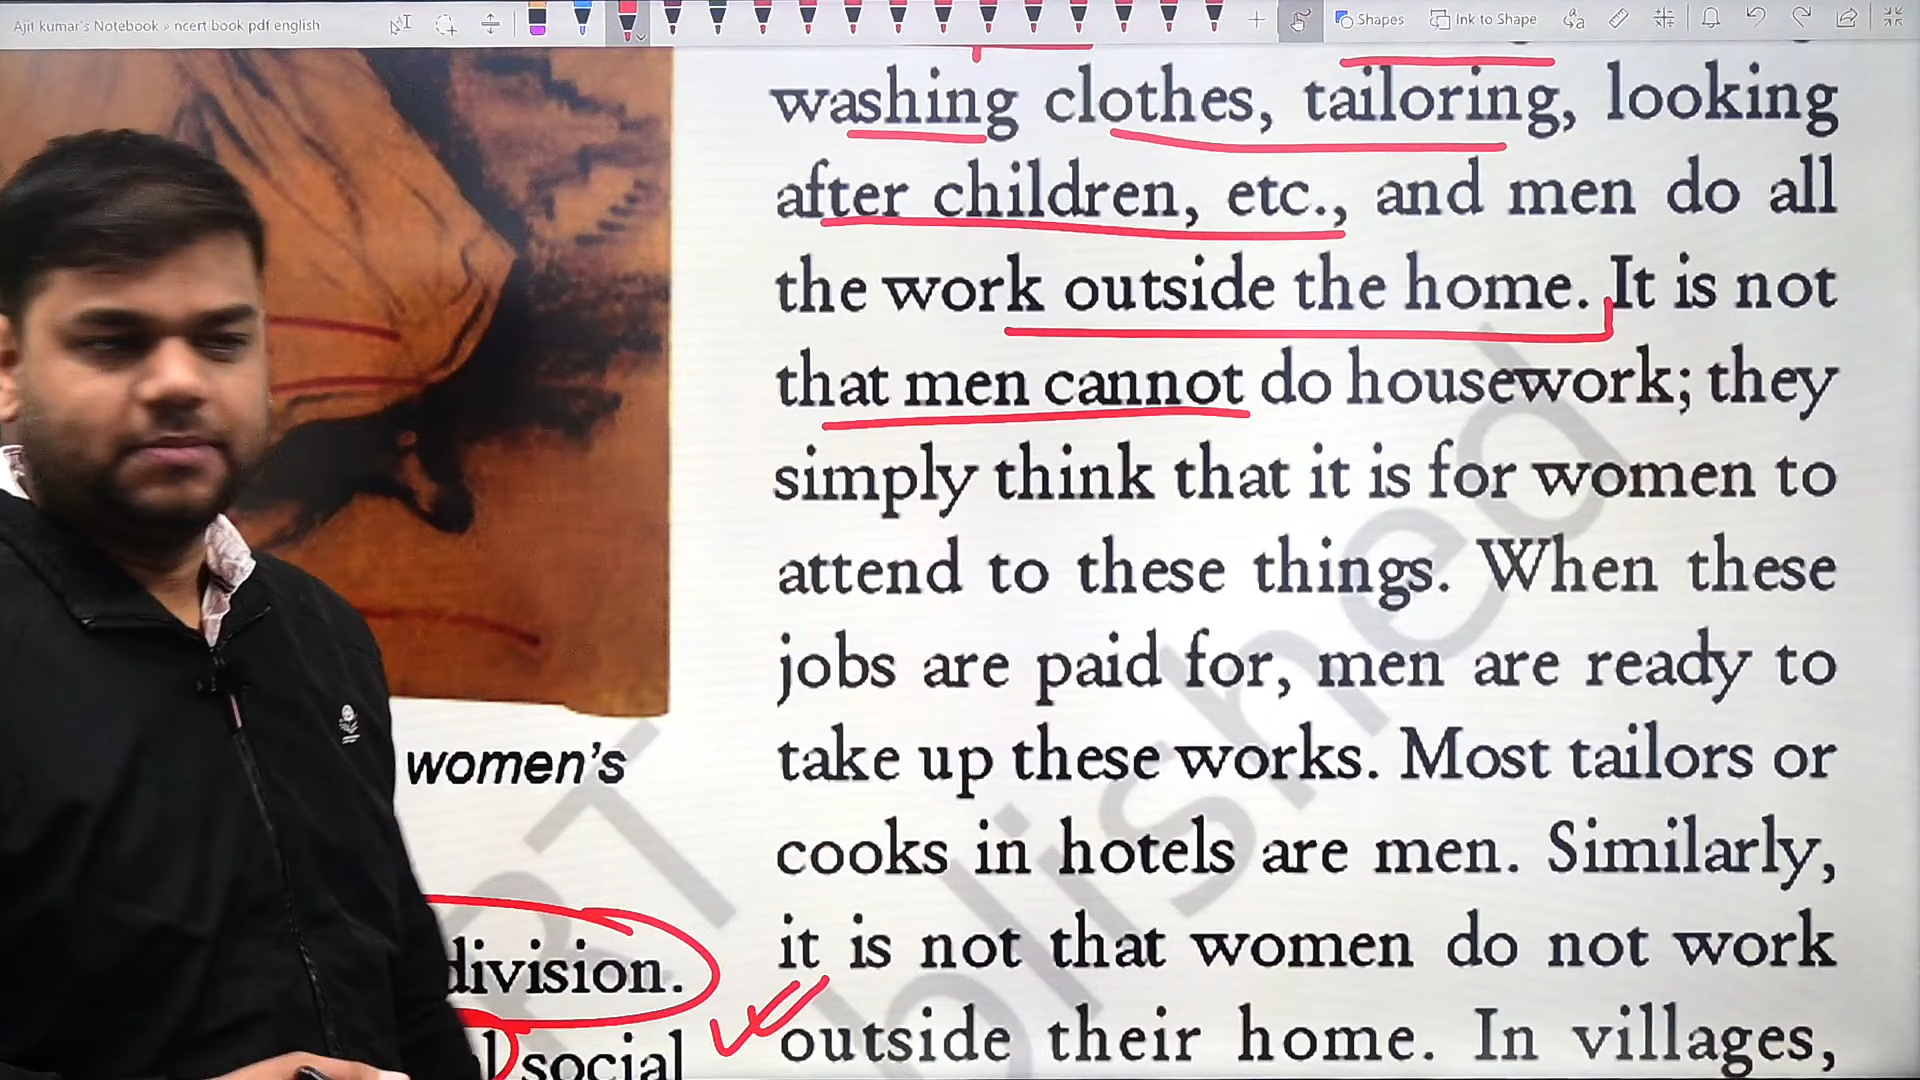 Ajit kumar's Notebook » ncert book pdf english
Shapes
Ink to Shape
washing clothes, tailoring, looking
after children, etc., and men do all
the work outside the home. It is not
that men cannot do housework; they
simply think that it is for women to
attend to these things. When these
jobs are paid for, men are ready to
take up these works. Most tailors or
cooks in hotels are men. Similarly,
it is not that women do not work
outside their home. In villages,
women's
division.
social